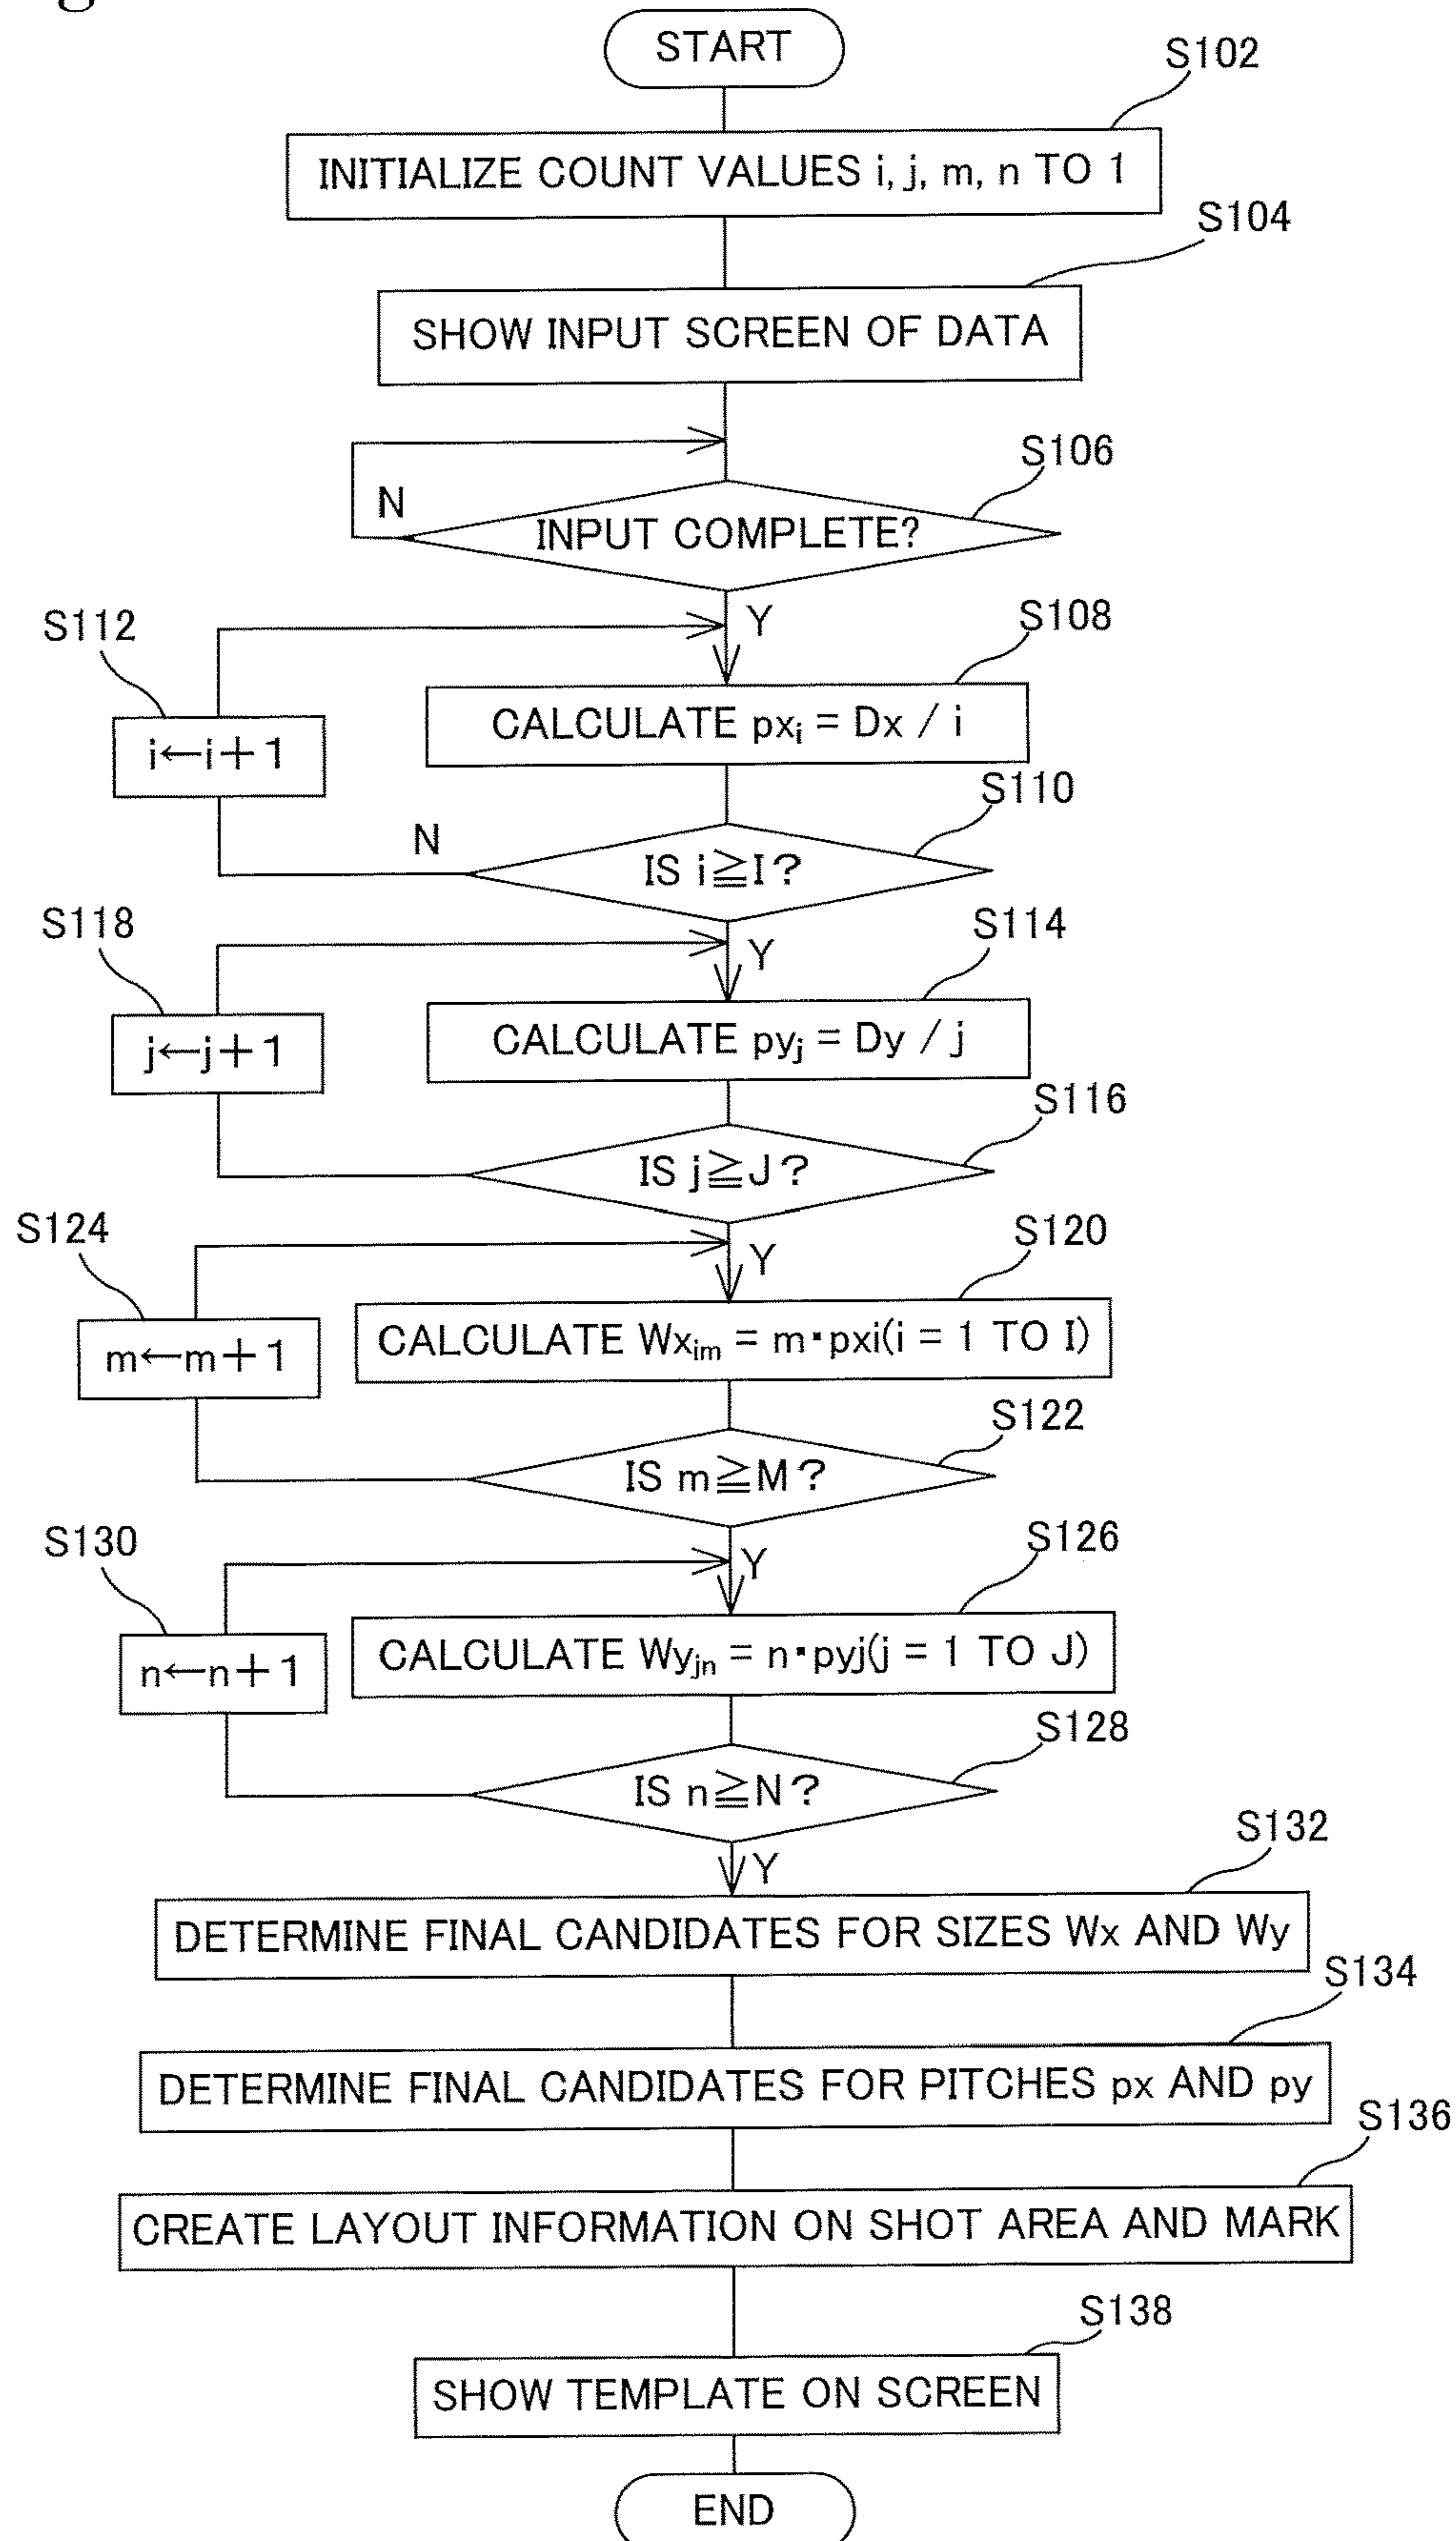 g
START
S102
INITIALIZE COUNT VALUES i, j, m, n TO 1
S104
SHOW INPUT SCREEN OF DATA
S106
N
INPUT COMPLETE?
Y
S112
S108
CALCULATE pxi = Dx / i
i←i+1
S110
N
IS i≧I?
S118
Y
S114
CALCULATE pyj = Dy / j
j←j+1
S116
IS j≧J?
S124
Y
S120
CALCULATE Wxim = m·pxi(i = 1 TO I)
m←m+1
S122
IS m≧M?
S130
Y
S126
CALCULATE Wyjn = n·pyj(j = 1 TO J)
n←n+1
S128
IS n≧N?
Y
S132
DETERMINE FINAL CANDIDATES FOR SIZES Wx AND Wy
S134
DETERMINE FINAL CANDIDATES FOR PITCHES px AND py
S136
CREATE LAYOUT INFORMATION ON SHOT AREA AND MARK
S138
SHOW TEMPLATE ON SCREEN
END